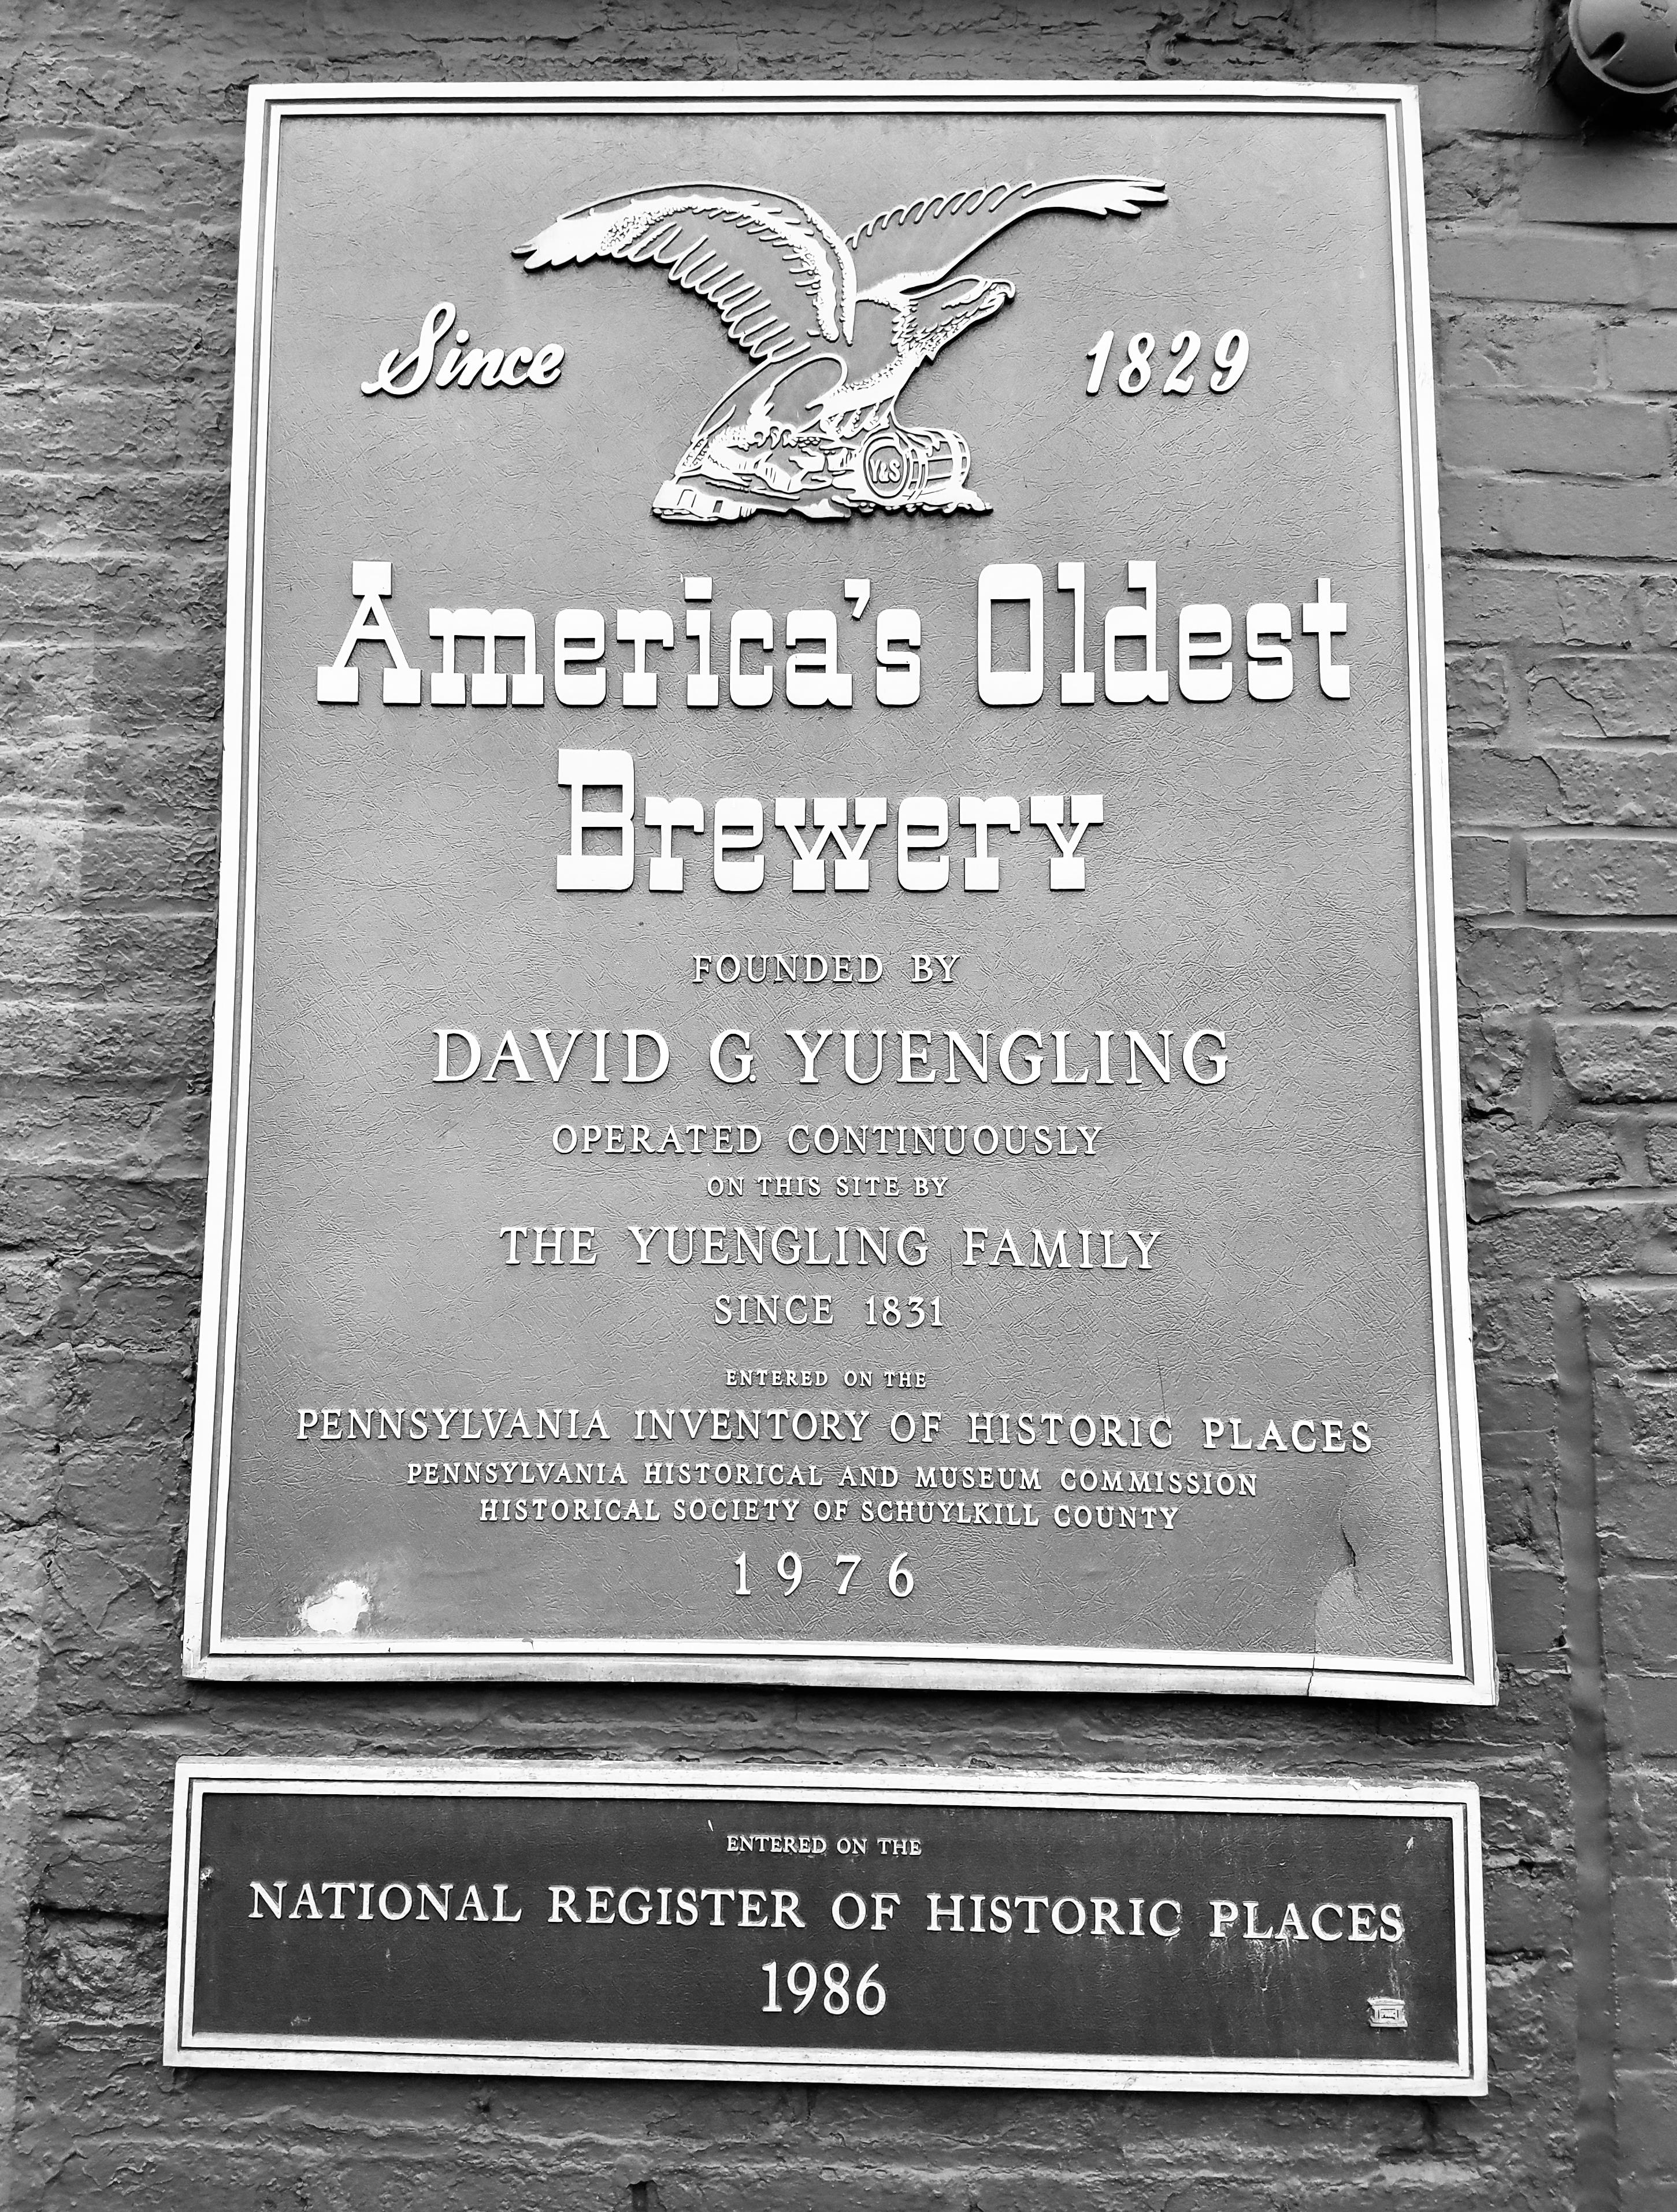 Since 1829
Y&S
America's Oldest
Brewery
FOUNDED BY
DAVID G. YUENGLING
OPERATED CONTINUOUSLY
ON THIS SITE BY
THE YUENGLING FAMILY
SINCE 1831
ENTERED ON THE
PENNSYLVANIA INVENTORY OF HISTORIC PLACES
PENNSYLVANIA HISTORICAL AND MUSEUM COMMISSION
HISTORICAL SOCIETY OF SCHUYLKILL COUNTY
1976
ENTERED ON THE
NATIONAL REGISTER OF HISTORIC PLACES
1986